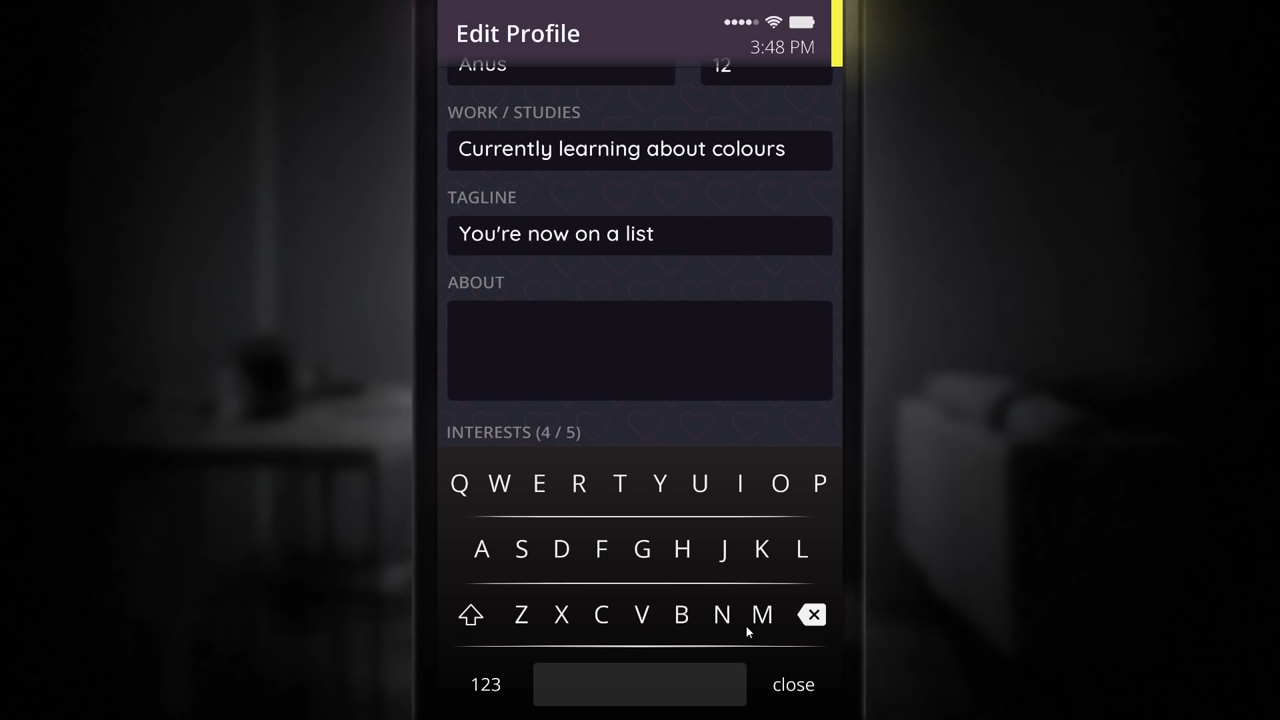 Edit Profile
3:48 PM
Anus
12
WORK / STUDIES
Currently learning about colours
TAGLINE
You're now on a list
ABOUT
INTERESTS (4 / 5)
Q W E R T Y U I O P
A S D F G H J K L
Z X C V B N M
123
close